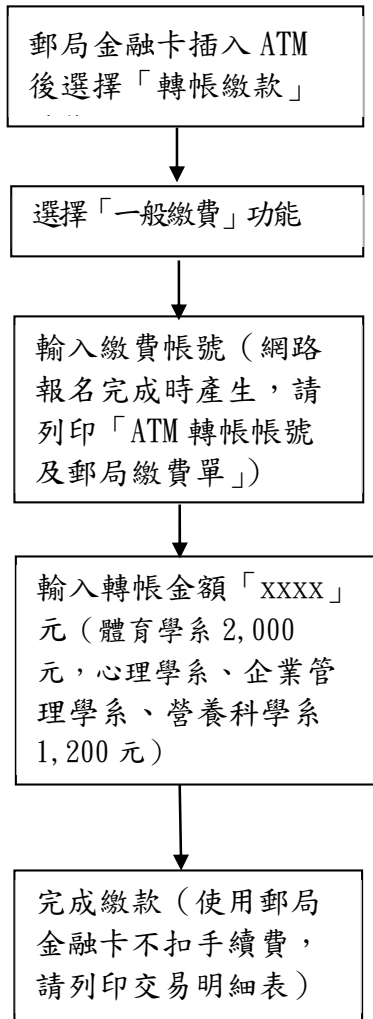 郵局金融卡插入 ATM
後選擇「轉帳繳款」
選擇「一般繳費」功能
輸入繳費帳號（網路
報名完成時產生，請
列印「ATM 轉帳帳號
及郵局繳費單」）
輸入轉帳金額「xxxx」
元（體育學系 2,000
元，心理學系、企業管
理學系、營養科學系
1,200 元）
完成繳款（使用郵局
金融卡不扣手續費，
請列印交易明細表）